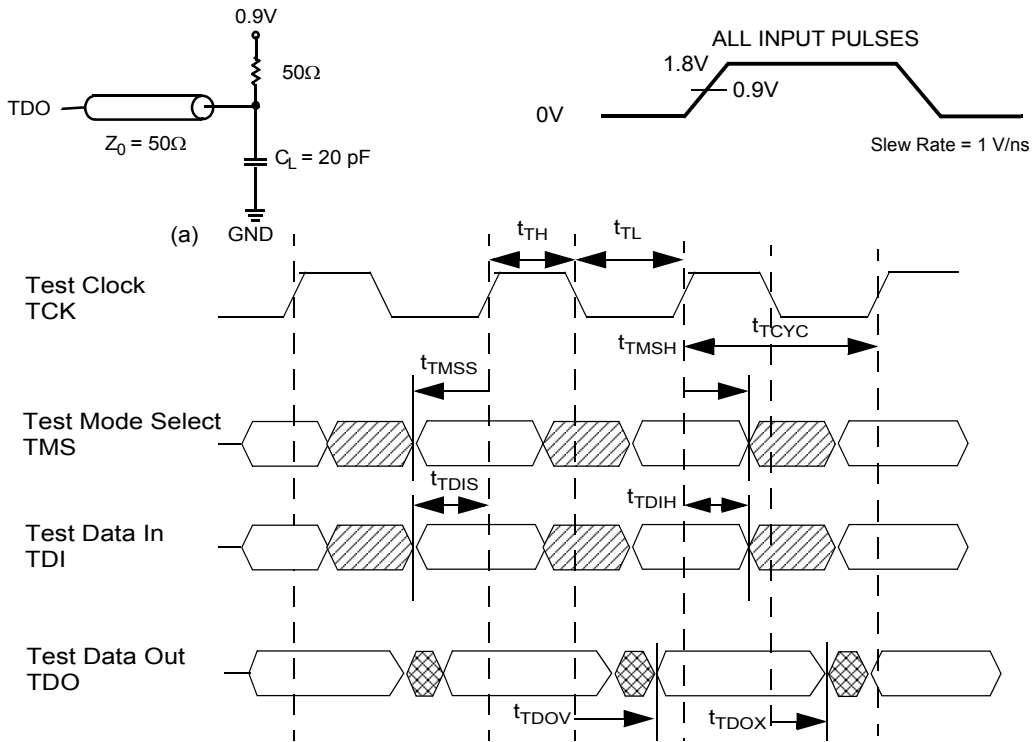 0.9V
50Ω
TDO
Z0 = 50Ω
CL = 20 pF
(a)
GND
ALL INPUT PULSES
1.8V
0.9V
0V
Slew Rate = 1 V/ns
tTH
tTL
Test Clock
TCK
tTCYC
tTMSH
tTMSS
Test Mode Select
TMS
tTDIS
tTDIH
Test Data In
TDI
Test Data Out
TDO
tTDOV
tTDOX